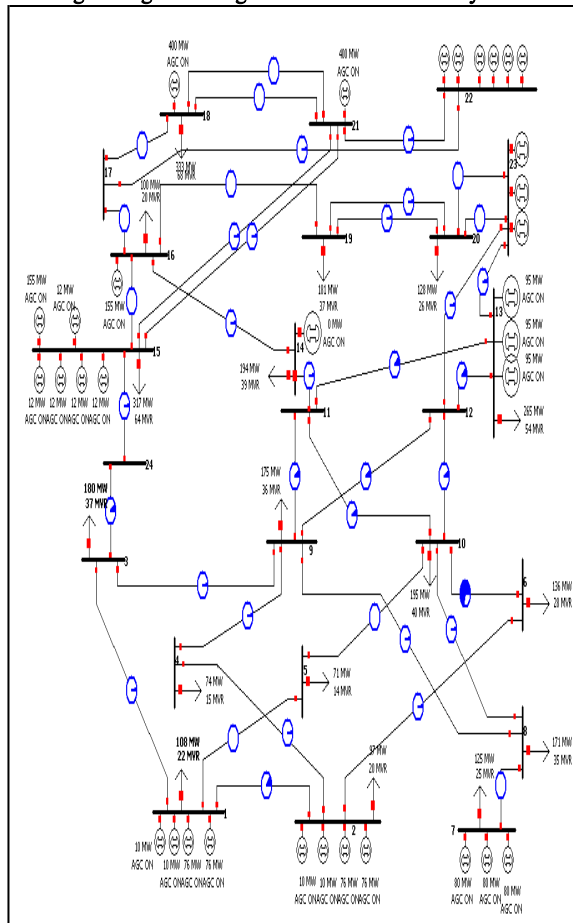 400 MW
AGC ON
400 MW
AGC ON
22
18
21
23
333 MW
68 MVR
17
100 MW
20 MVR
16
19
20
181 MW
37 MVR
128 MW
26 MVR
155 MW
AGC ON
12 MW
AGC ON
155 MW
AGC ON
15
0 MW
AGC ON
14
95 MW
AGC ON
13
95 MW
AGC ON
95 MW
AGC ON
194 MW
39 MVR
12 MW
AGC ON
12 MW
AGC ON
12 MW
AGC ON
12 MW
AGC ON
317 MW
64 MVR
11
12
265 MW
54 MVR
24
180 MW
37 MVR
3
175 MW
36 MVR
9
10
195 MW
40 MVR
6
136 MW
28 MVR
4
74 MW
15 MVR
5
71 MW
14 MVR
8
171 MW
35 MVR
108 MW
22 MVR
1
97 MW
20 MVR
2
125 MW
25 MVR
7
10 MW
AGC ON
10 MW
AGC ON
76 MW
AGC ON
76 MW
AGC ON
10 MW
AGC ON
10 MW
AGC ON
76 MW
AGC ON
76 MW
AGC ON
80 MW
AGC ON
80 MW
AGC ON
80 MW
AGC ON